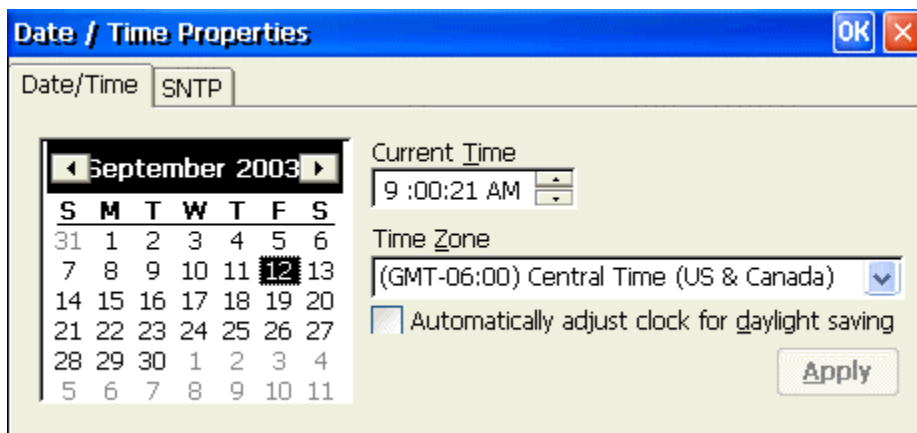 Date / Time Properties OK
Date/Time SNTP
September 2003
S M T W T F S
31 1 2 3 4 5 6
7 8 9 10 11 12 13
14 15 16 17 18 19 20
21 22 23 24 25 26 27
28 29 30 1 2 3 4
5 6 7 8 9 10 11
Current Time
9 :00:21 AM
Time Zone
(GMT-06:00) Central Time (US & Canada)
Automatically adjust clock for daylight saving
Apply